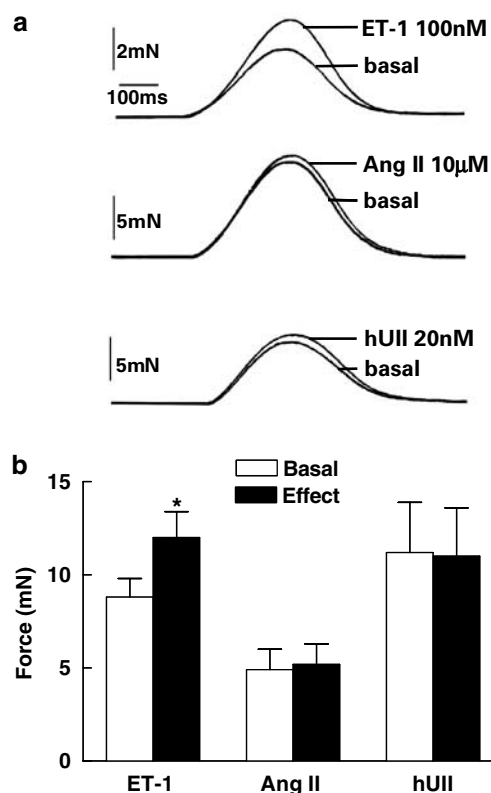 a
2mN
100ms
ET-1 100nM
basal
5mN
Ang II 10μM
basal
5mN
hUII 20nM
basal
b
Basal
Effect
Force (mN)
15
10
5
0
*
ET-1 Ang II hUII